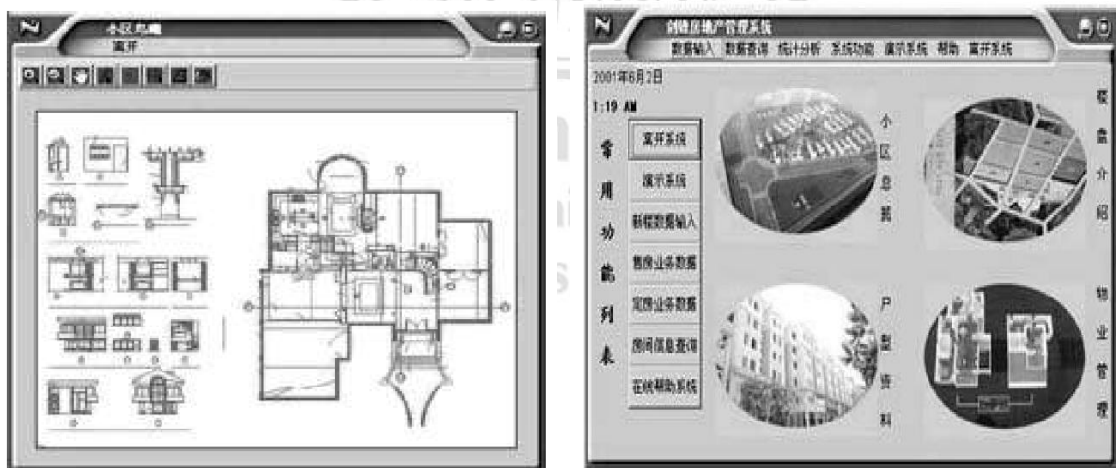 小区总貌
离开
剑锋房地产管理系统
数据输入 数据查询 统计分析 系统功能 演示系统 帮助 离开系统
2001年6月2日
1:19 AM
常用功能列表
离开系统
演示系统
新楼数据输入
售房业务数据
定房业务数据
房间信息查询
在线帮助系统
小区总貌
楼盘介绍
户型资料
物业管理